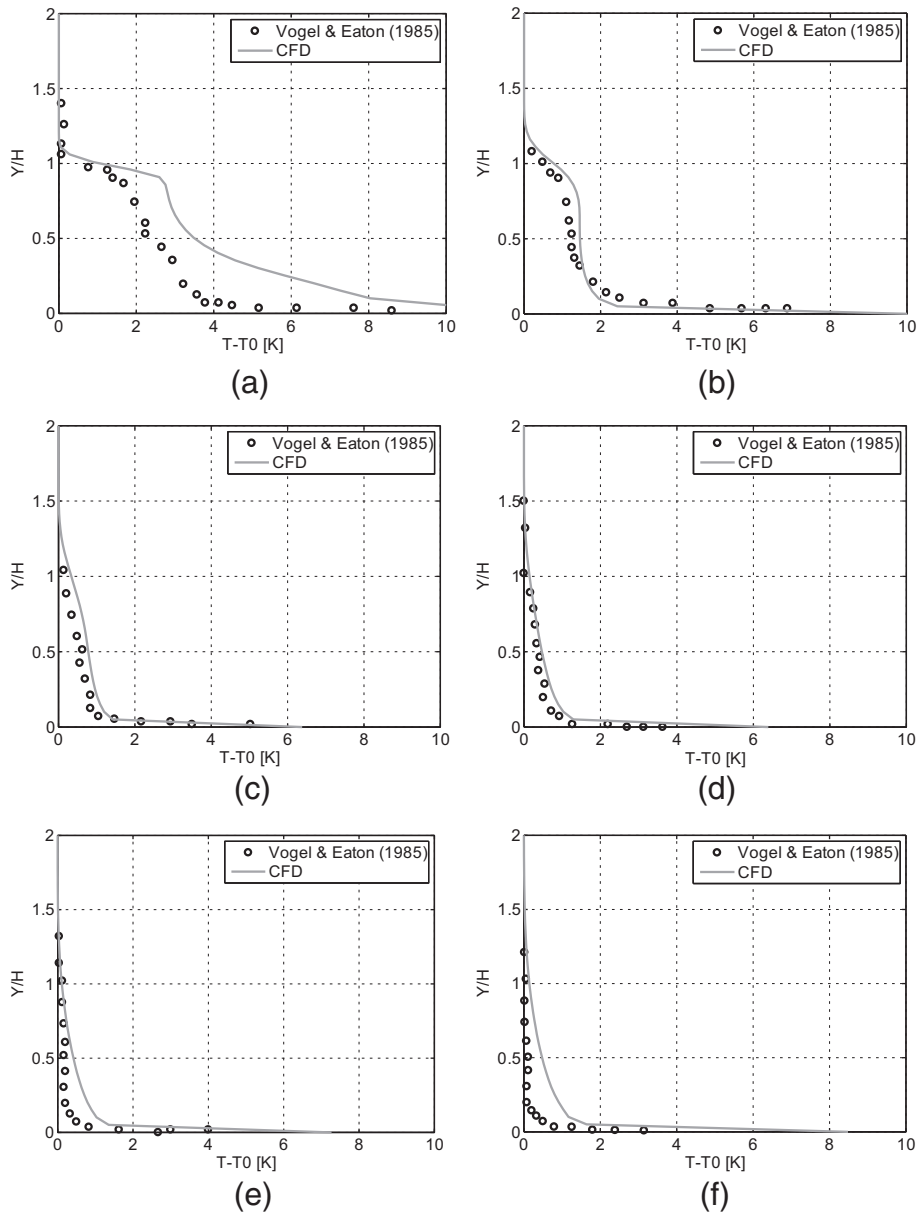 2
Vogel & Eaton (1985)
CFD
1.5
Y/H
1
0.5
0
0 2 4 6 8 10
T-T0 [K]
(a)
2
Vogel & Eaton (1985)
CFD
1.5
Y/H
1
0.5
0
0 2 4 6 8 10
T-T0 [K]
(b)
2
Vogel & Eaton (1985)
CFD
1.5
Y/H
1
0.5
0
0 2 4 6 8 10
T-T0 [K]
(c)
2
Vogel & Eaton (1985)
CFD
1.5
Y/H
1
0.5
0
0 2 4 6 8 10
T-T0 [K]
(d)
2
Vogel & Eaton (1985)
CFD
1.5
Y/H
1
0.5
0
0 2 4 6 8 10
T-T0 [K]
(e)
2
Vogel & Eaton (1985)
CFD
1.5
Y/H
1
0.5
0
0 2 4 6 8 10
T-T0 [K]
(f)